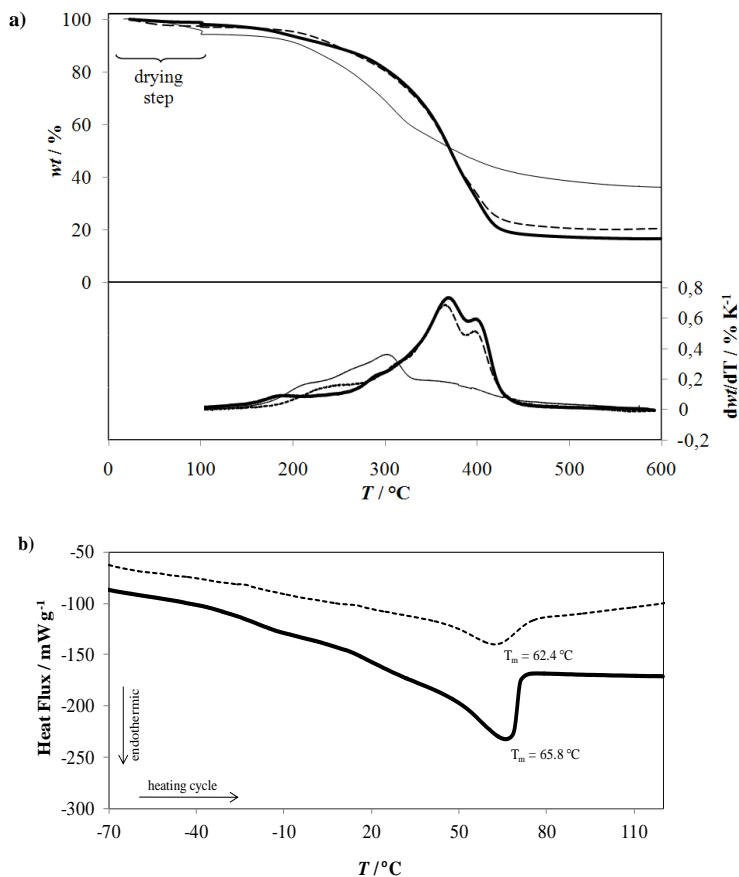 a)
100
80
60
40
20
0
wt / %
drying
step
0,8
0,6
0,4
0,2
0
-0,2
dwt/dT / % K⁻¹
0
100
200
300
400
500
600
T / °C
b)
-50
-100
-150
-200
-250
-300
Heat Flux / mW g⁻¹
endothermic
heating cycle
Tₘ = 62.4 °C
Tₘ = 65.8 °C
-70
-40
-10
20
50
80
110
T / °C